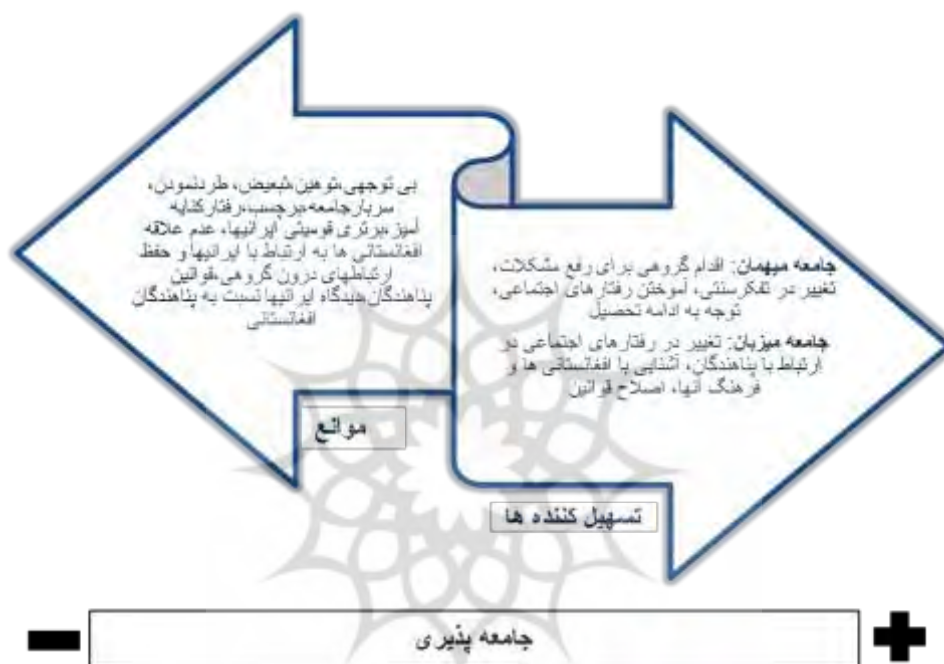 بی توجهی،توهین،تبعیض، طردنمودن،
سربارجامعه،برچسب،رفتارکنایه
آمیز،برتری قومیتی ایرانیها، عدم علاقه
افغانستانی ها به ارتباط با ایرانیها و حفظ
ارتباطهای درون گروهی،قوانین
پناهندگان،دیدگاه ایرانیها نسبت به پناهندگان
افغانستانی
موانع
جامعه میهمان: اقدام گروهی برای رفع مشکلات،
تغییر در تفکرسنتی، آموختن رفتارهای اجتماعی،
توجه به ادامه تحصیل
جامعه میزبان: تغییر در رفتارهای اجتماعی در
ارتباط با پناهندگان، آشنایی با افغانستانی ها و
فرهنگ آنها، اصلاح قوانین
تسهیل کننده ها
جامعه پذیری